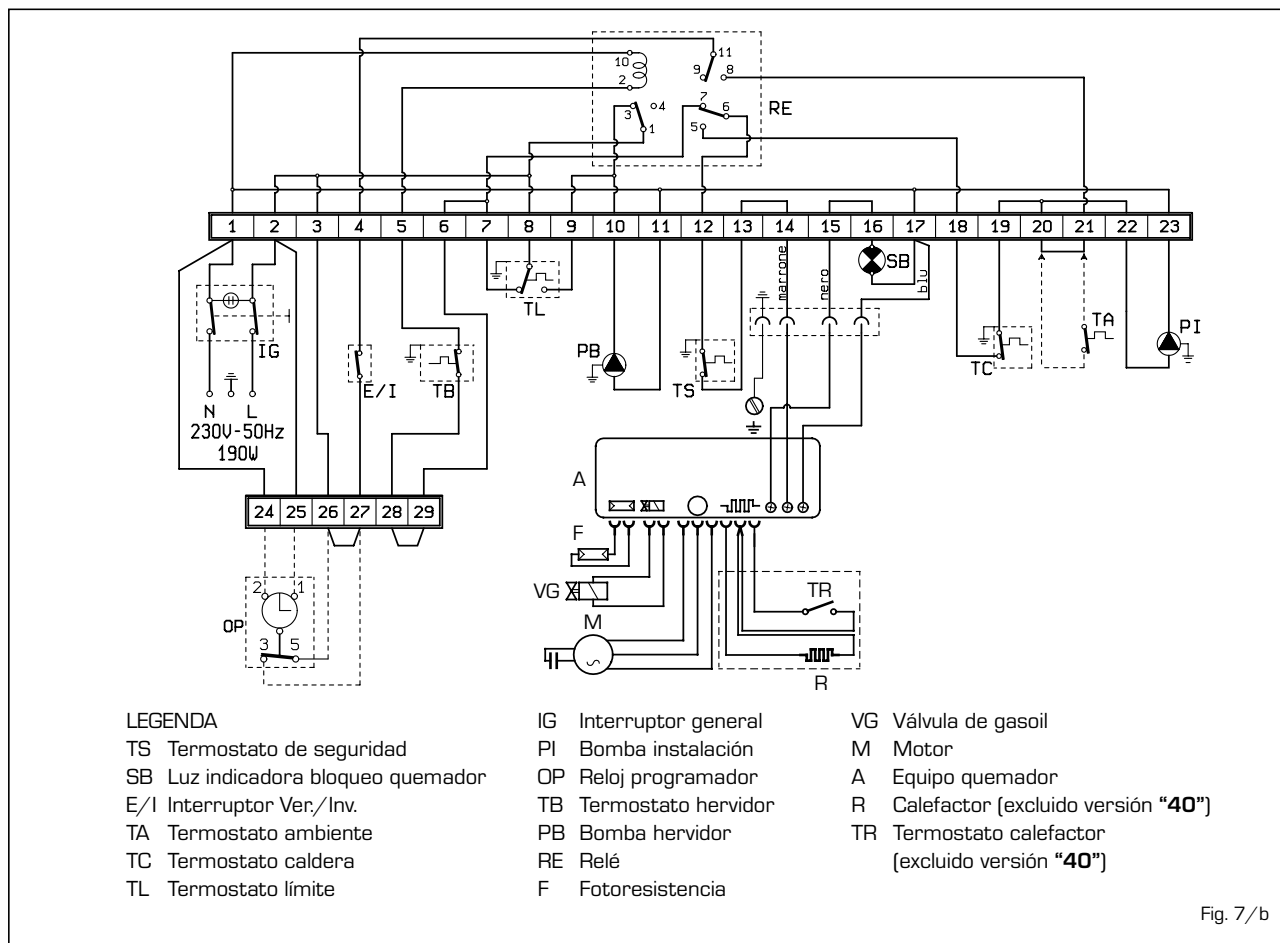 11
10
9
8
2
RE
7
6
3
4
5
1
1 2 3 4 5 6 7 8 9 10 11 12 13 14 15 16 17 18 19 20 21 22 23
marrone
nero
SB
blu
TL
TA
PI
IG
PB
E/I
TB
TS
TC
N L
230V-50Hz
190W
A
24 25 26 27 28 29
F
2 1
VG
TR
OP
M
3 5
R
LEGENDA
TS Termostato de seguridad
SB Luz indicadora bloqueo quemador
E/I Interruptor Ver./Inv.
TA Termostato ambiente
TC Termostato caldera
TL Termostato límite
IG Interruptor general
PI Bomba instalación
OP Reloj programador
TB Termostato hervidor
PB Bomba hervidor
RE Relé
F Fotoresistencia
VG Válvula de gasoil
M Motor
A Equipo quemador
R Calefactor (excluido versión “40”)
TR Termostato calefactor
(excluido versión “40”)
Fig. 7/b